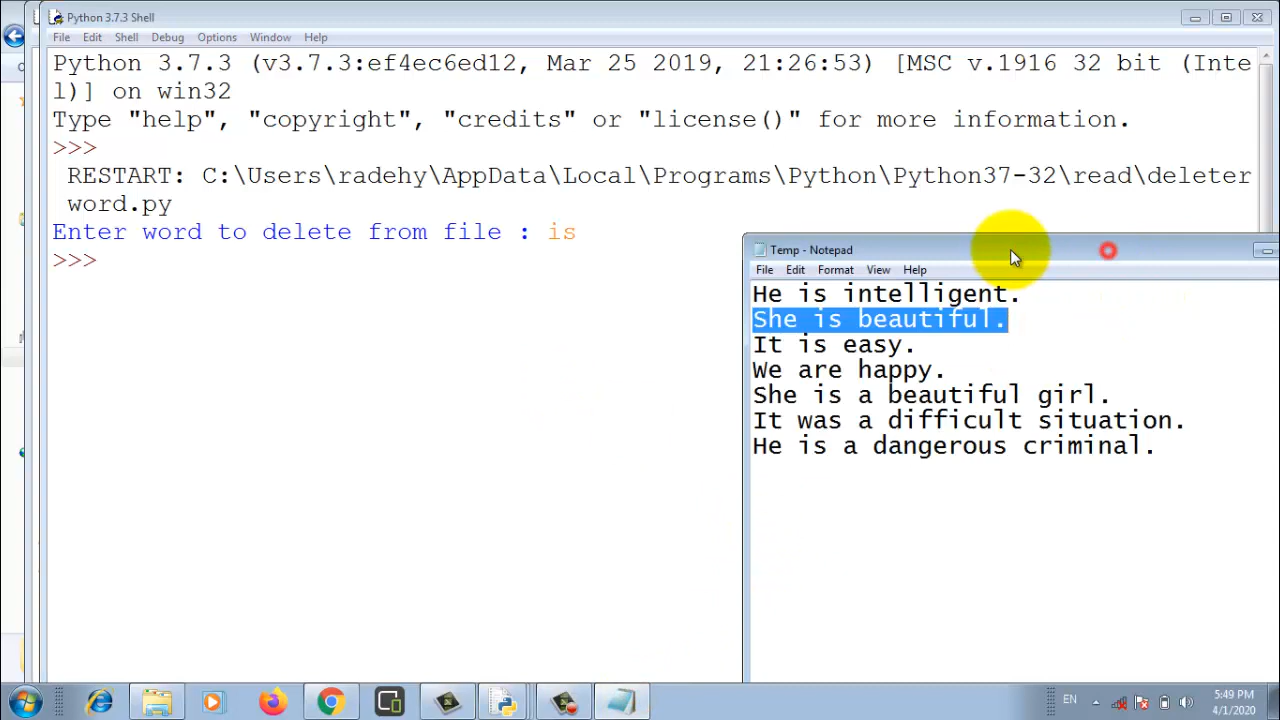 Python 3.7.3 Shell
File Edit Shell Debug Options Window Help
Python 3.7.3 (v3.7.3:ef4ec6ed12, Mar 25 2019, 21:26:53) [MSC v.1916 32 bit (Inte
l)] on win32
Type "help", "copyright", "credits" or "license()" for more information.
>>>
RESTART: C:\Users\radehy\AppData\Local\Programs\Python\Python37-32\read\deleter
word.py
Enter word to delete from file : is
>>>
Temp - Notepad
File Edit Format View Help
He is intelligent.
She is beautiful.
It is easy.
We are happy.
She is a beautiful girl.
It was a difficult situation.
He is a dangerous criminal.
EN
5:49 PM
4/1/2020